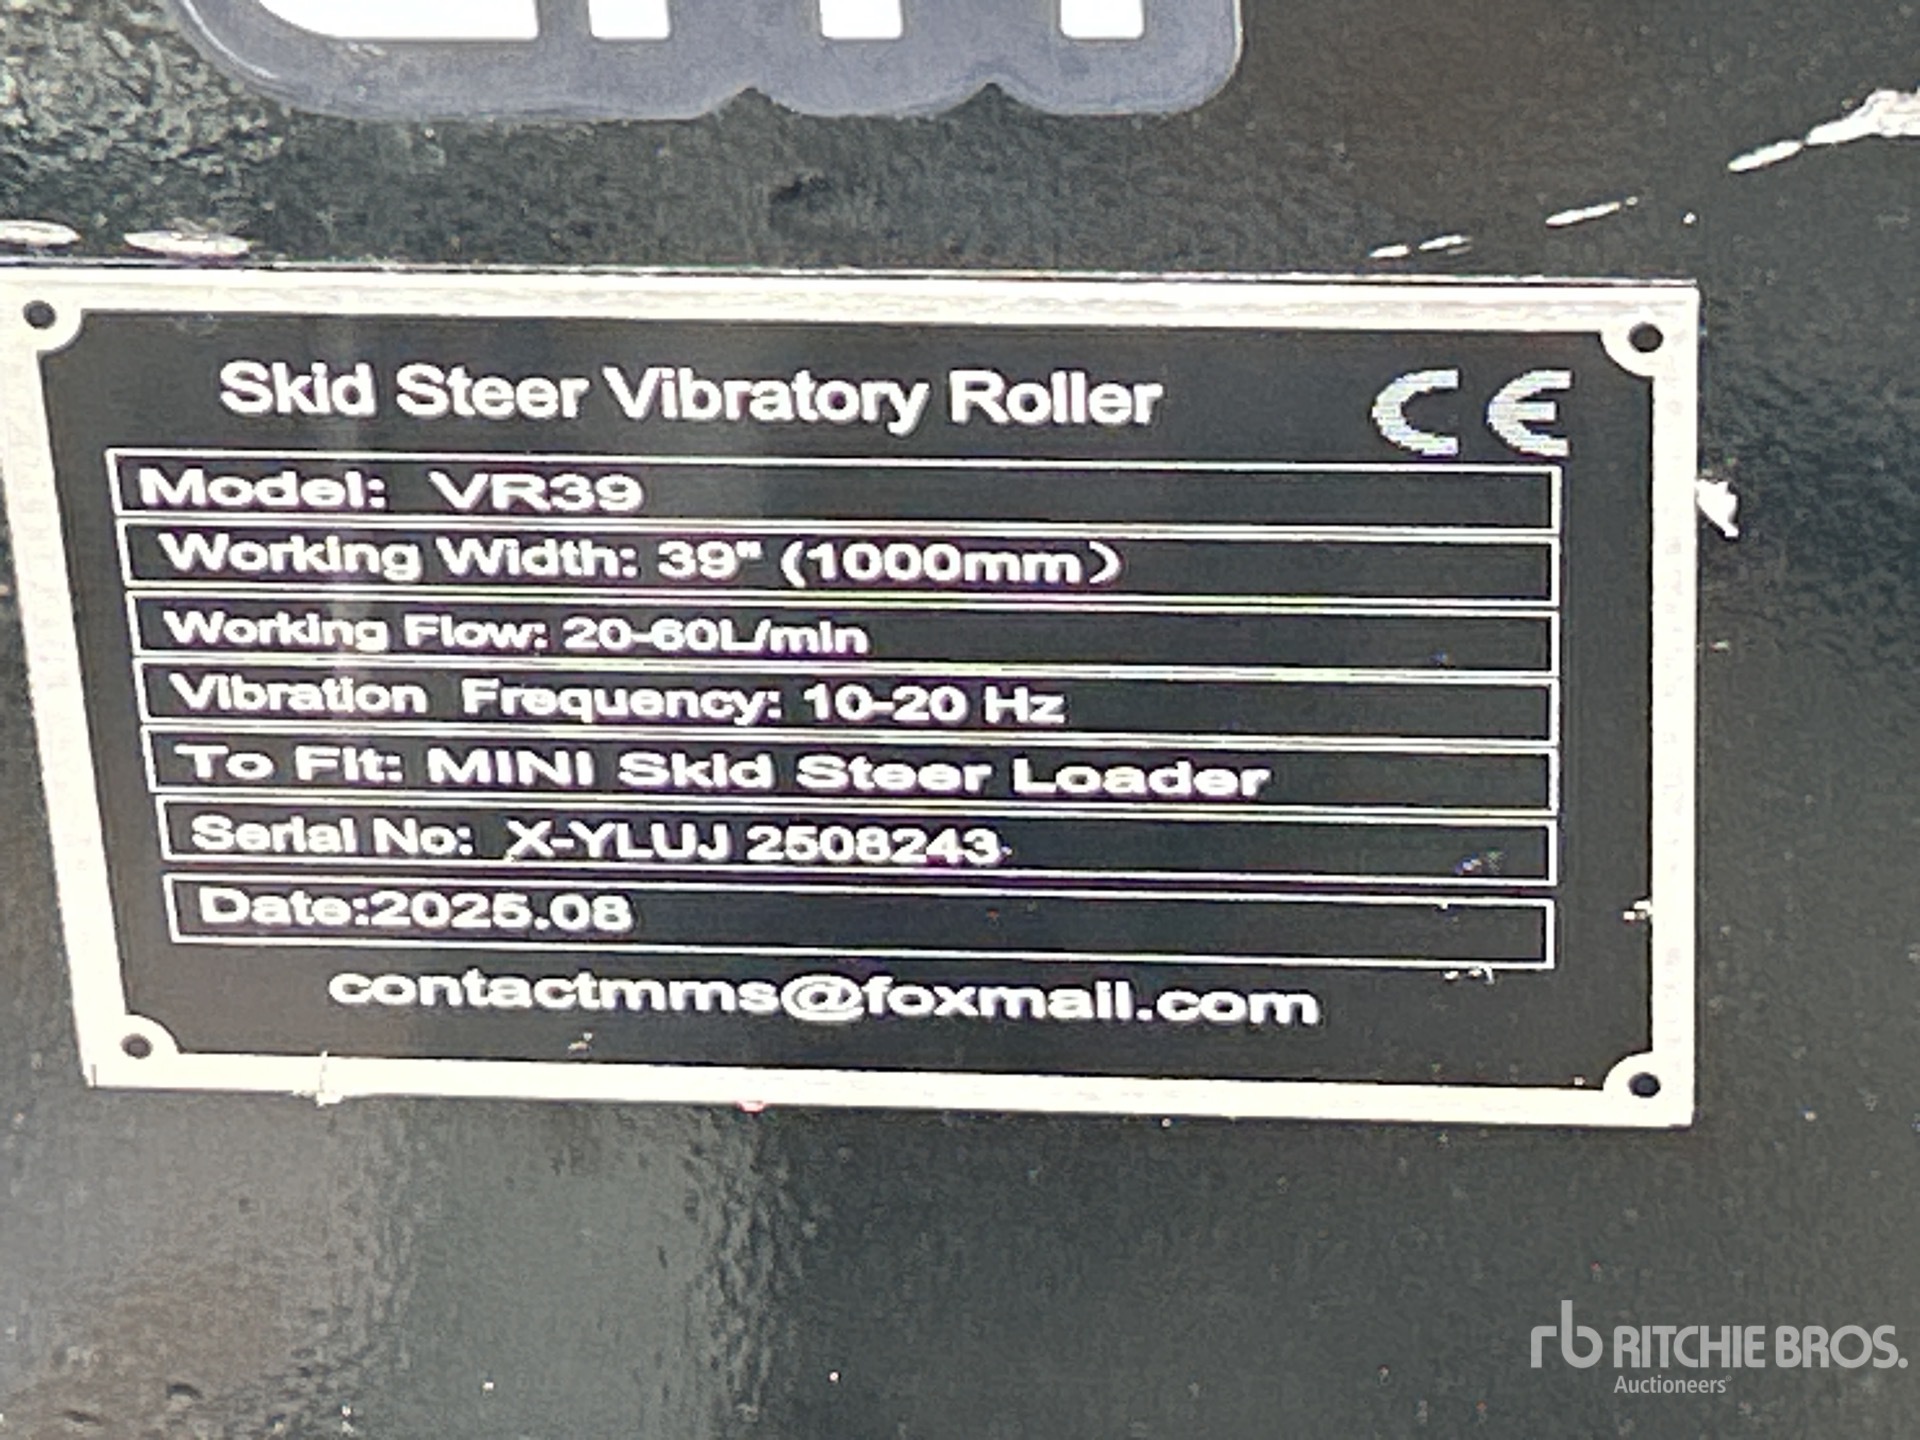 Skid Steer Vibratory Roller CE
Model: VR39
Working Width: 39" (1000mm)
Working Flow: 20-60L/min
Vibration Frequency: 10-20 Hz
To Fit: MINI Skid Steer Loader
Serial No: X-YLUJ 2508243
Date:2025.08
contactmms@foxmail.com
rb RITCHIE BROS.
Auctioneers